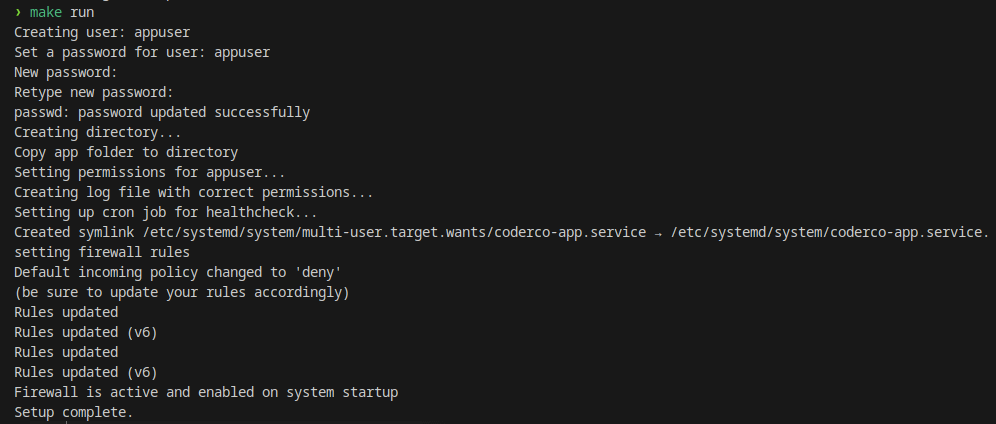 ❯ make run
Creating user: appuser
Set a password for user: appuser
New password:
Retype new password:
passwd: password updated successfully
Creating directory...
Copy app folder to directory
Setting permissions for appuser...
Creating log file with correct permissions...
Setting up cron job for healthcheck...
Created symlink /etc/systemd/system/multi-user.target.wants/coderco-app.service → /etc/systemd/system/coderco-app.service.
setting firewall rules
Default incoming policy changed to 'deny'
(be sure to update your rules accordingly)
Rules updated
Rules updated (v6)
Rules updated
Rules updated (v6)
Firewall is active and enabled on system startup
Setup complete.